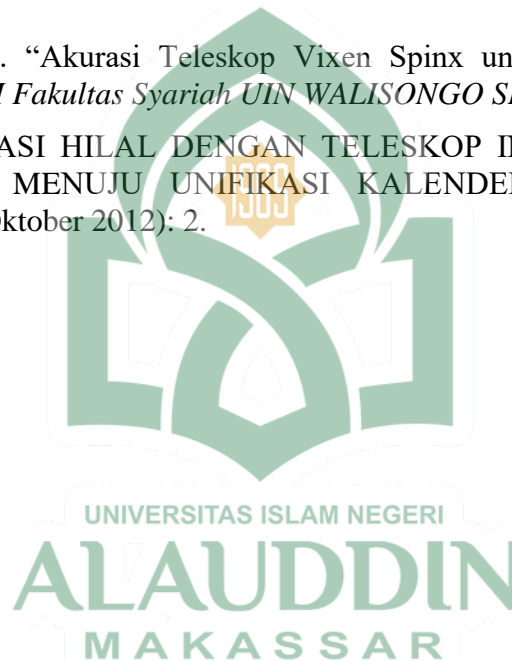 . “Akurasi Teleskop Vixen Spinx un
I Fakultas Syariah UIN WALISONGO S
ASI HILAL DENGAN TELESKOP I
MENUJU UNIFIKASI KALENDE
ktober 2012): 2.
1965
UNIVERSITAS ISLAM NEGERI
ALAUDDIN
MAKASSAR